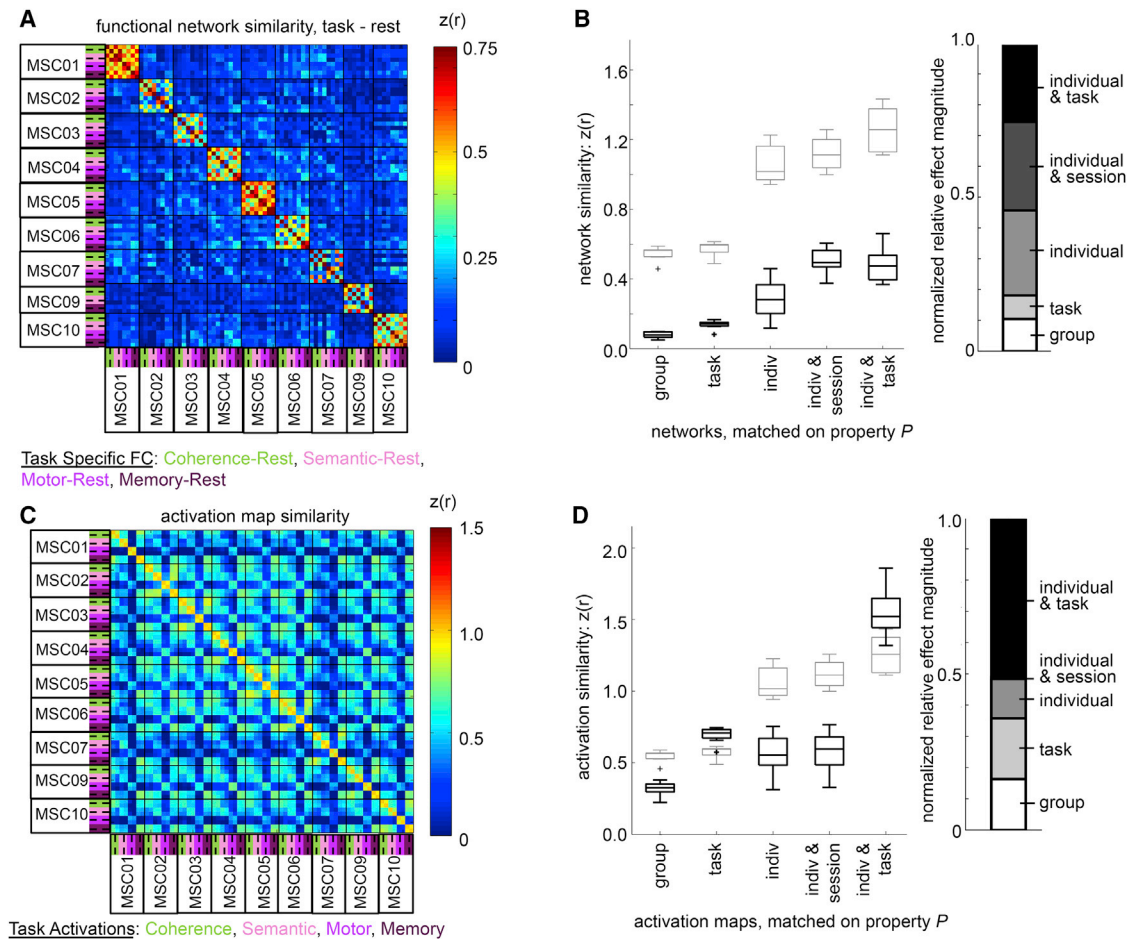 A
functional network similarity, task - rest
z(r)
0.75
0.25
0
MSC01
MSC02
MSC03
MSC04
MSC05
MSC06
MSC07
MSC09
MSC10
MSC01
MSC02
MSC03
MSC04
MSC05
MSC06
MSC07
MSC09
MSC10
Task Specific FC: Coherence-Rest, Semantic-Rest,
Motor-Rest, Memory-Rest
B
network similarity: z(r)
1.6
1.2
0.8
0.4
0.0
group
task
indiv
indiv &
session
indiv &
task
networks, matched on property P
normalized relative effect magnitude
1.0
0.5
0
individual
& task
individual
& session
individual
task
group
C
activation map similarity
z(r)
1.5
1.0
0.5
0
MSC01
MSC02
MSC03
MSC04
MSC05
MSC06
MSC07
MSC09
MSC10
MSC01
MSC02
MSC03
MSC04
MSC05
MSC06
MSC07
MSC09
MSC10
Task Activations: Coherence, Semantic, Motor, Memory
D
activation similarity: z(r)
2.0
1.5
1.0
0.5
0.0
group
task
indiv
indiv &
session
indiv &
task
activation maps, matched on property P
normalized relative effect magnitude
1.0
0.5
0
individual
& task
individual
& session
individual
task
group